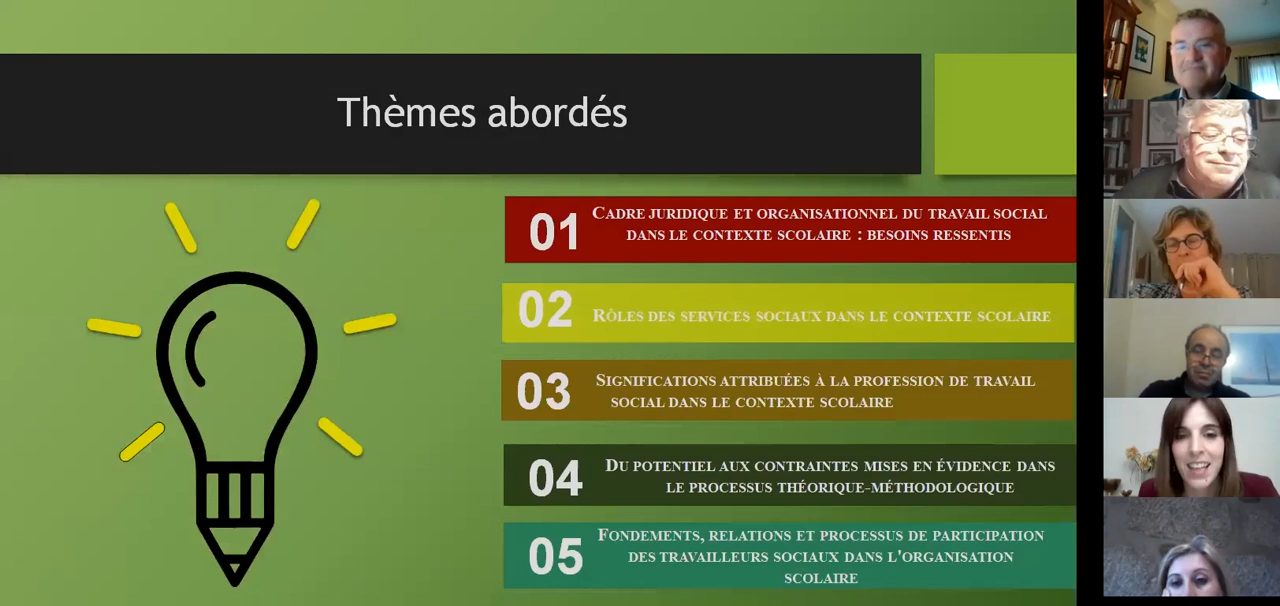 Thèmes abordés
01
CADRE JURIDIQUE ET ORGANISATIONNEL DU TRAVAIL SOCIAL
DANS LE CONTEXTE SCOLAIRE : BESOINS RESSENTIS
02
RÔLES DES SERVICES SOCIAUX DANS LE CONTEXTE SCOLAIRE
03
SIGNIFICATIONS ATTRIBUÉES À LA PROFESSION DE TRAVAIL
SOCIAL DANS LE CONTEXTE SCOLAIRE
04
DU POTENTIEL AUX CONTRAINTES MISES EN ÉVIDENCE DANS
LE PROCESSUS THÉORIQUE-MÉTHODOLOGIQUE
05
FONDEMENTS, RELATIONS ET PROCESSUS DE PARTICIPATION
DES TRAVAILLEURS SOCIAUX DANS L'ORGANISATION
SCOLAIRE